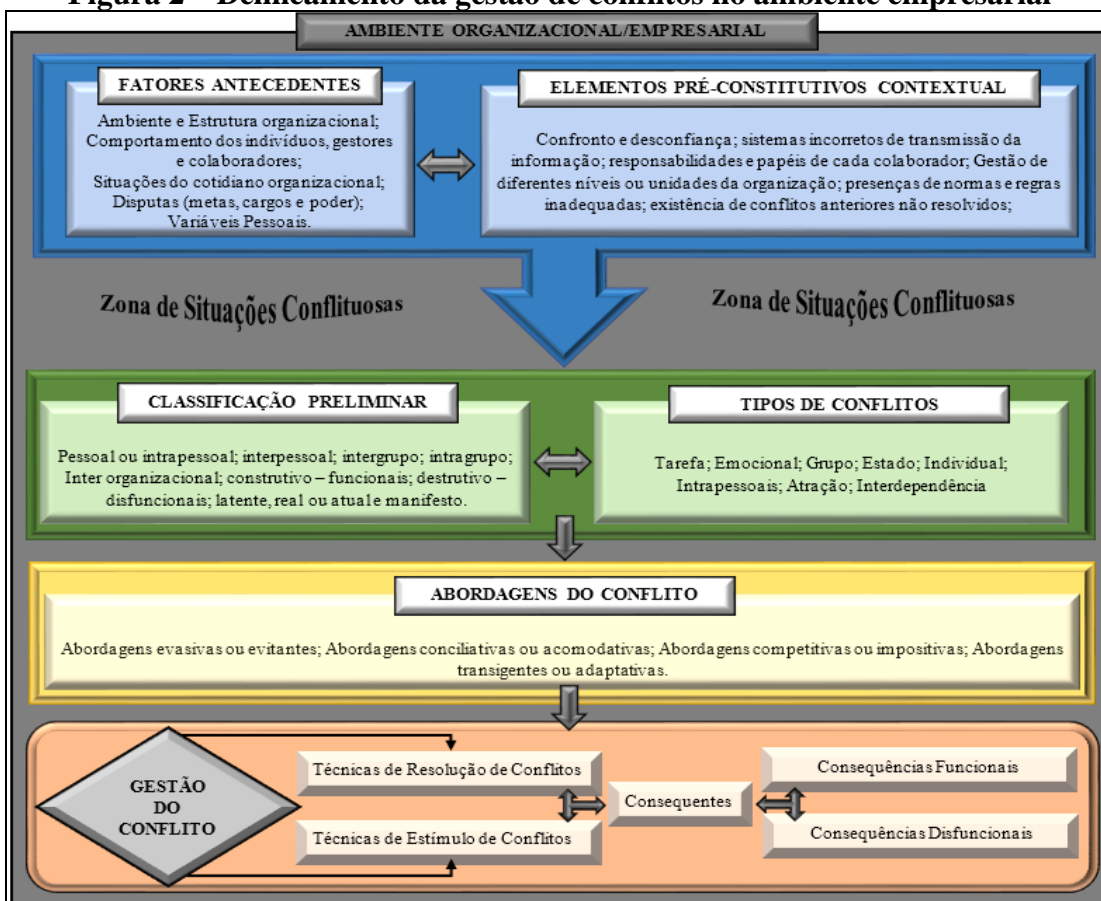 Figura 2 – Delineamento da gestão de conflitos no ambiente empresarial
AMBIENTE ORGANIZACIONAL/EMPRESARIAL
FATORES ANTECEDENTES
Ambiente e Estrutura organizacional;
Comportamento dos indivíduos, gestores
e colaboradores;
Situações do cotidiano organizacional;
Disputas (metas, cargos e poder);
Variáveis Pessoais.
ELEMENTOS PRÉ-CONSTITUTIVOS CONTEXTUAL
Confronto e desconfiança; sistemas incorretos de transmissão da
informação; responsabilidades e papéis de cada colaborador; Gestão de
diferentes níveis ou unidades da organização; presenças de normas e regras
inadequadas; existência de conflitos anteriores não resolvidos;
Zona de Situações Conflituosas
Zona de Situações Conflituosas
CLASSIFICAÇÃO PRELIMINAR
Pessoal ou intrapessoal; interpessoal; intergrupo; intragrupo;
Inter organizacional; construtivo – funcionais; destrutivo –
disfuncionais; latente, real ou atual e manifesto.
TIPOS DE CONFLITOS
Tarefa; Emocional; Grupo; Estado; Individual;
Intrapessoais; Atração; Interdependência
ABORDAGENS DO CONFLITO
Abordagens evasivas ou evitantes; Abordagens conciliativas ou acomodativas; Abordagens competitivas ou impositivas; Abordagens
transigentes ou adaptativas.
GESTÃO
DO
CONFLITO
Técnicas de Resolução de Conflitos
Técnicas de Estímulo de Conflitos
Consequentes
Consequências Funcionais
Consequências Disfuncionais